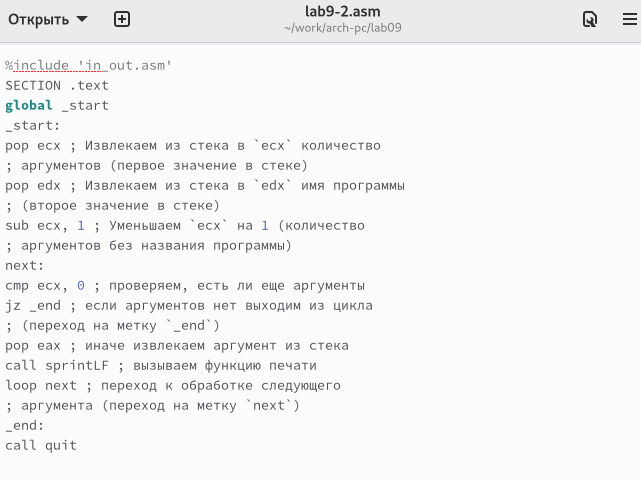 Открыть
lab9-2.asm
~/work/arch-pc/lab09
%include 'in_out.asm'
SECTION .text
global _start
_start:
pop ecx ; Извлекаем из стека в `ecx` количество
; аргументов (первое значение в стеке)
pop edx ; Извлекаем из стека в `edx` имя программы
; (второе значение в стеке)
sub ecx, 1 ; Уменьшаем `ecx` на 1 (количество
; аргументов без названия программы)
next:
cmp ecx, 0 ; проверяем, есть ли еще аргументы
jz _end ; если аргументов нет выходим из цикла
; (переход на метку `_end`)
pop eax ; иначе извлекаем аргумент из стека
call sprintLF ; вызываем функцию печати
loop next ; переход к обработке следующего
; аргумента (переход на метку `next`)
_end:
call quit